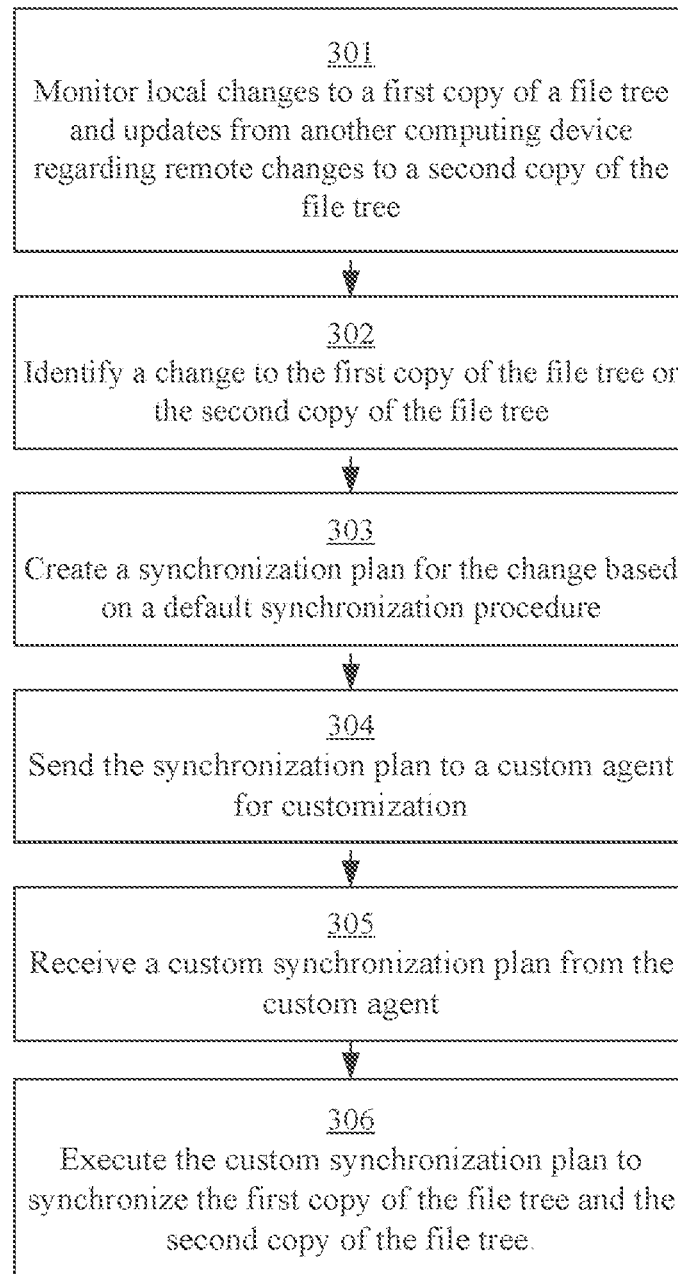 301
Monitor local changes to a first copy of a file tree
and updates from another computing device
regarding remote changes to a second copy of the
file tree
302
Identify a change to the first copy of the file tree or
the second copy of the file tree
303
Create a synchronization plan for the change based
on a default synchronization procedure
304
Send the synchronization plan to a custom agent
for customization
305
Receive a custom synchronization plan from the
custom agent
306
Execute the custom synchronization plan to
synchronize the first copy of the file tree and the
second copy of the file tree.